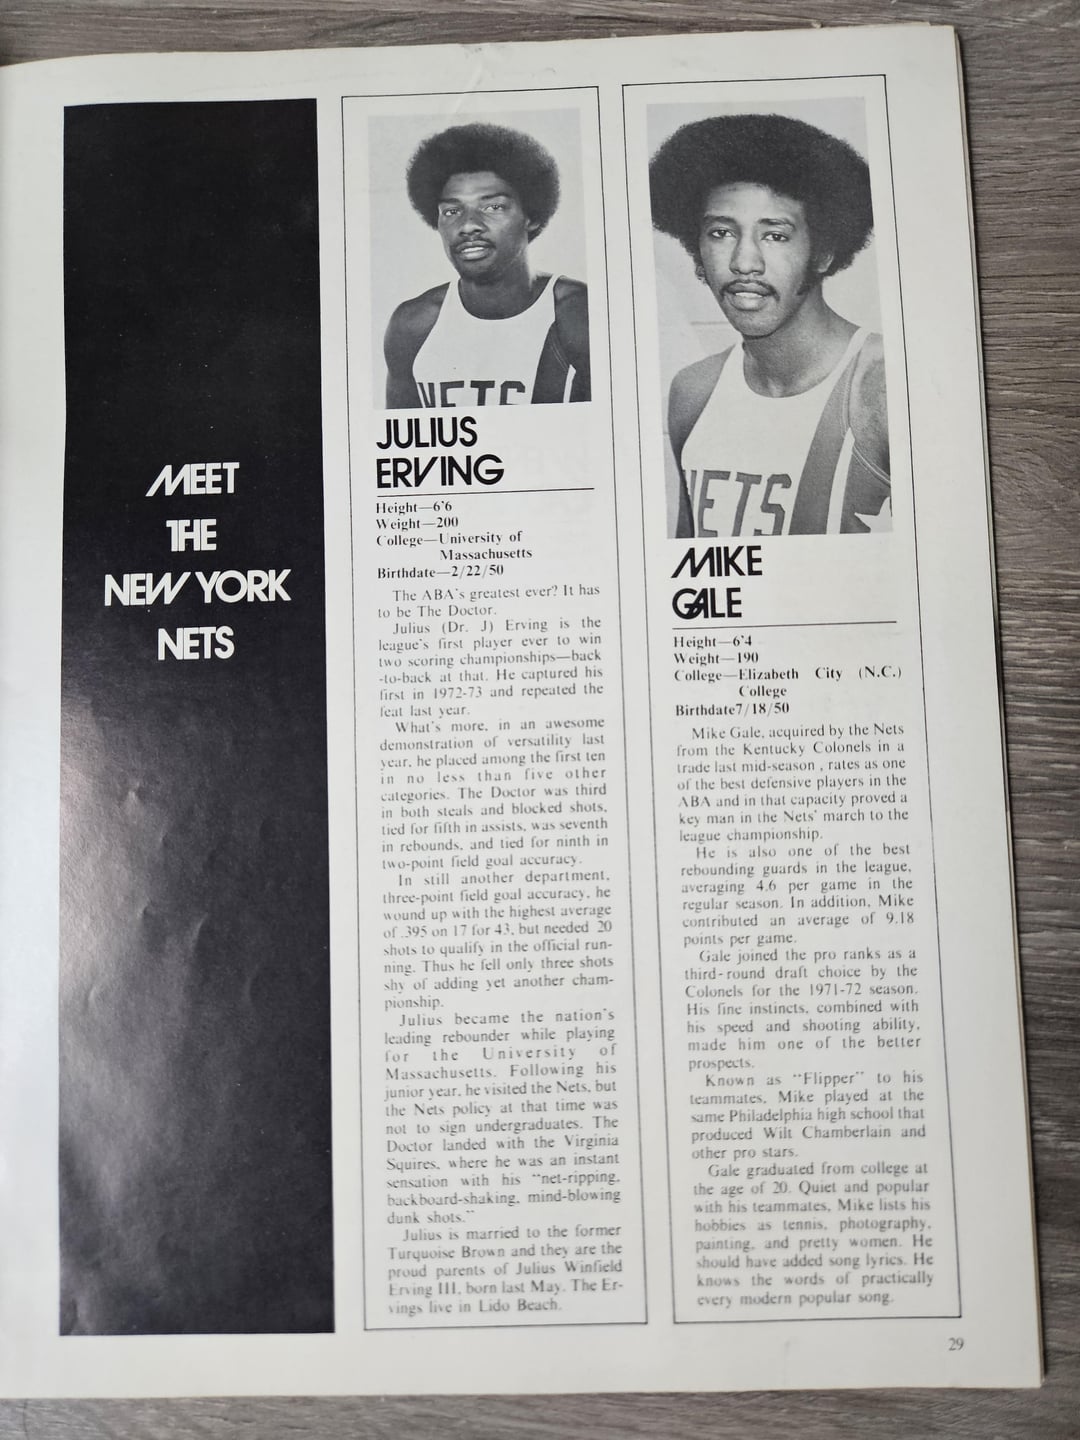 MEET
THE
NEW YORK
NETS
NETS
JULIUS
ERVING
Height—6'6
Weight—200
College—University of
Massachusetts
Birthdate—2/22/50
The ABA's greatest ever? It has
to be The Doctor.
Julius (Dr. J) Erving is the
league's first player ever to win
two scoring championships—back
-to-back at that. He captured his
first in 1972-73 and repeated the
feat last year.
What's more, in an awesome
demonstration of versatility last
year, he placed among the first ten
in no less than five other
categories. The Doctor was third
in both steals and blocked shots,
tied for fifth in assists, was seventh
in rebounds, and tied for ninth in
two-point field goal accuracy.
In still another department,
three-point field goal accuracy, he
wound up with the highest average
of .395 on 17 for 43, but needed 20
shots to qualify in the official run-
ning. Thus he fell only three shots
shy of adding yet another cham-
pionship.
Julius became the nation's
leading rebounder while playing
for the University of
Massachusetts. Following his
junior year, he visited the Nets, but
the Nets policy at that time was
not to sign undergraduates. The
Doctor landed with the Virginia
Squires, where he was an instant
sensation with his "net-ripping,
backboard-shaking, mind-blowing
dunk shots."
Julius is married to the former
Turquoise Brown and they are the
proud parents of Julius Winfield
Erving III, born last May. The Er-
vings live in Lido Beach.
NETS
MIKE
GALE
Height—6'4
Weight—190
College—Elizabeth City (N.C.)
College
Birthdate7/18/50
Mike Gale, acquired by the Nets
from the Kentucky Colonels in a
trade last mid-season , rates as one
of the best defensive players in the
ABA and in that capacity proved a
key man in the Nets' march to the
league championship.
He is also one of the best
rebounding guards in the league,
averaging 4.6 per game in the
regular season. In addition, Mike
contributed an average of 9.18
points per game.
Gale joined the pro ranks as a
third-round draft choice by the
Colonels for the 1971-72 season.
His fine instincts, combined with
his speed and shooting ability,
made him one of the better
prospects.
Known as "Flipper" to his
teammates, Mike played at the
same Philadelphia high school that
produced Wilt Chamberlain and
other pro stars.
Gale graduated from college at
the age of 20. Quiet and popular
with his teammates, Mike lists his
hobbies as tennis, photography,
painting, and pretty women. He
should have added song lyrics. He
knows the words of practically
every modern popular song.
29